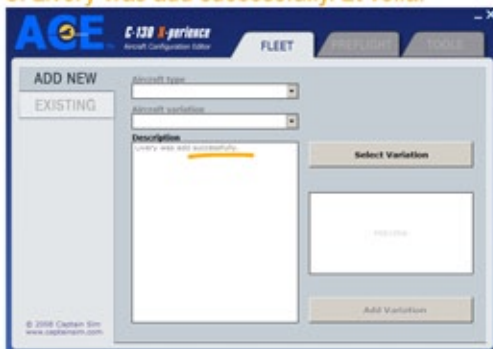 ACE C-130 X-perience
Aircraft Configuration Editor
FLEET
PREFLIGHT
TOOLS
ADD NEW
EXISTING
Aircraft type
Aircraft variation
Description
Livery was add successfully.
Select Variation
Add Variation
© 2008 Captain Sim
www.captainsim.com